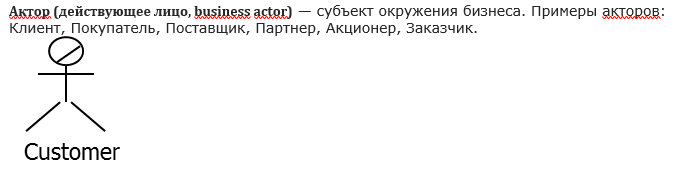 Актор (действующее лицо, business actor) — субъект окружения бизнеса. Примеры акторов:
Клиент, Покупатель, Поставщик, Партнер, Акционер, Заказчик.
Customer